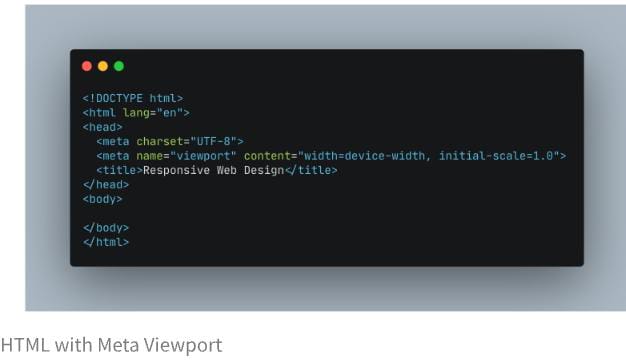 <!DOCTYPE html>
<html lang="en">
<head>
  <meta charset="UTF-8">
  <meta name="viewport" content="width=device-width, initial-scale=1.0">
  <title>Responsive Web Design</title>
</head>
<body>

</body>
</html>
HTML with Meta Viewport